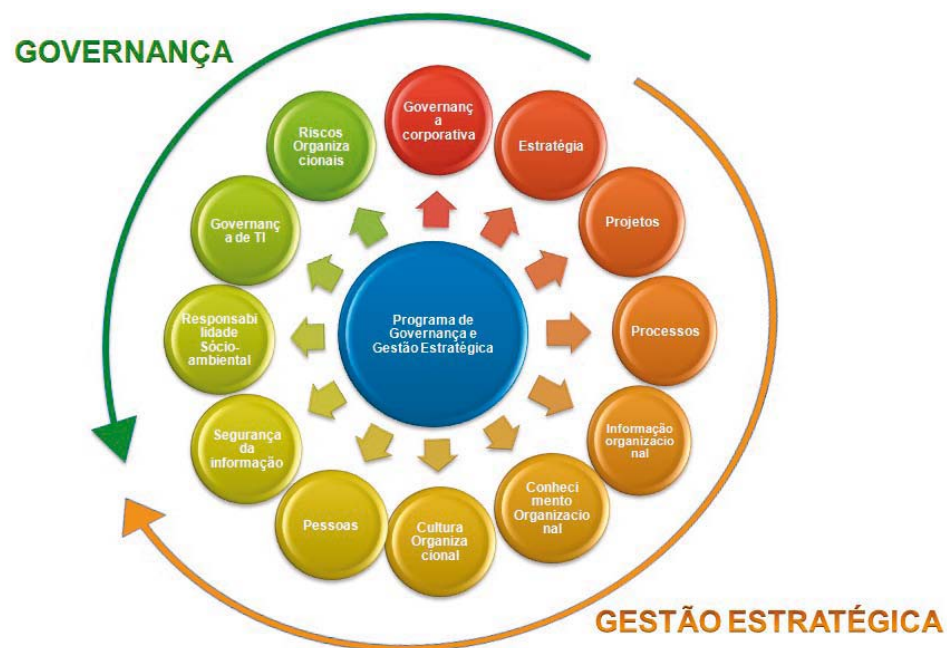 GOVERNANÇA
Governanç
a
corporativa
Estratégia
Projetos
Processos
Informação
organizacio
nal
Conheci
mento
Organizacio
nal
Cultura
Organiza
cional
Pessoas
Segurança
da
informação
Responsabi
lidade
Sócio-
ambiental
Governanç
a de TI
Riscos
Organiza
cionais
Programa de
Governança e
Gestão Estratégica
GESTÃO ESTRATÉGICA